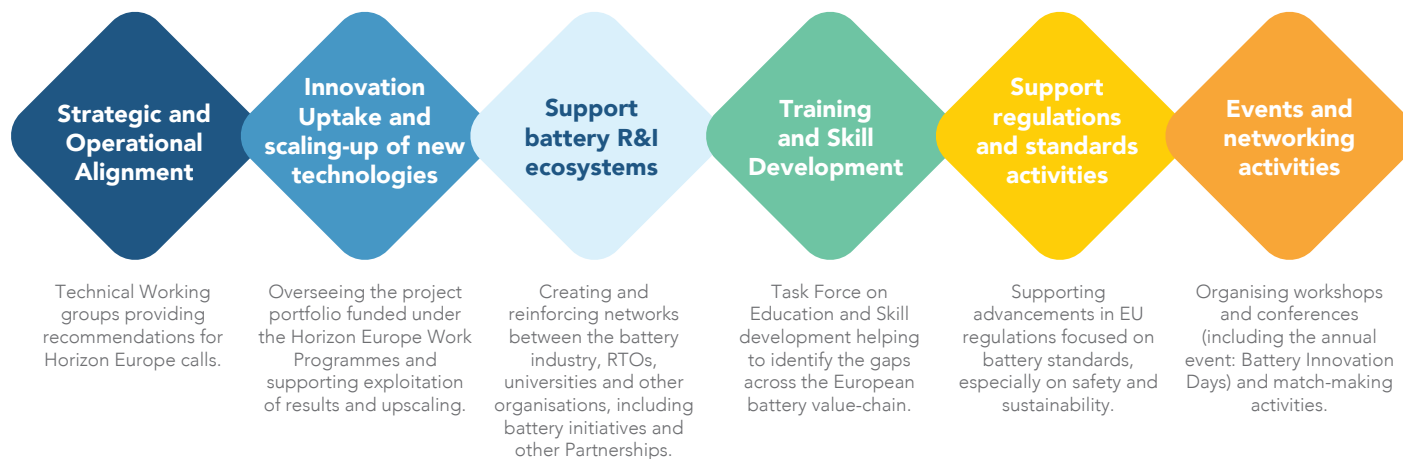 Strategic and
Operational
Alignment
Innovation
Uptake and
scaling-up of new
technologies
Support
battery R&I
ecosystems
Training
and Skill
Development
Support
regulations
and standards
activities
Events and
networking
activities
Technical Working
groups providing
recommendations for
Horizon Europe calls.
Overseeing the project
portfolio funded under
the Horizon Europe Work
Programmes and
supporting exploitation
of results and upscaling.
Creating and
reinforcing networks
between the battery
industry, RTOs,
universities and other
organisations, including
battery initiatives and
other Partnerships.
Task Force on
Education and Skill
development helping
to identify the gaps
across the European
battery value-chain.
Supporting
advancements in EU
regulations focused on
battery standards,
especially on safety and
sustainability.
Organising workshops
and conferences
(including the annual
event: Battery Innovation
Days) and match-making
activities.